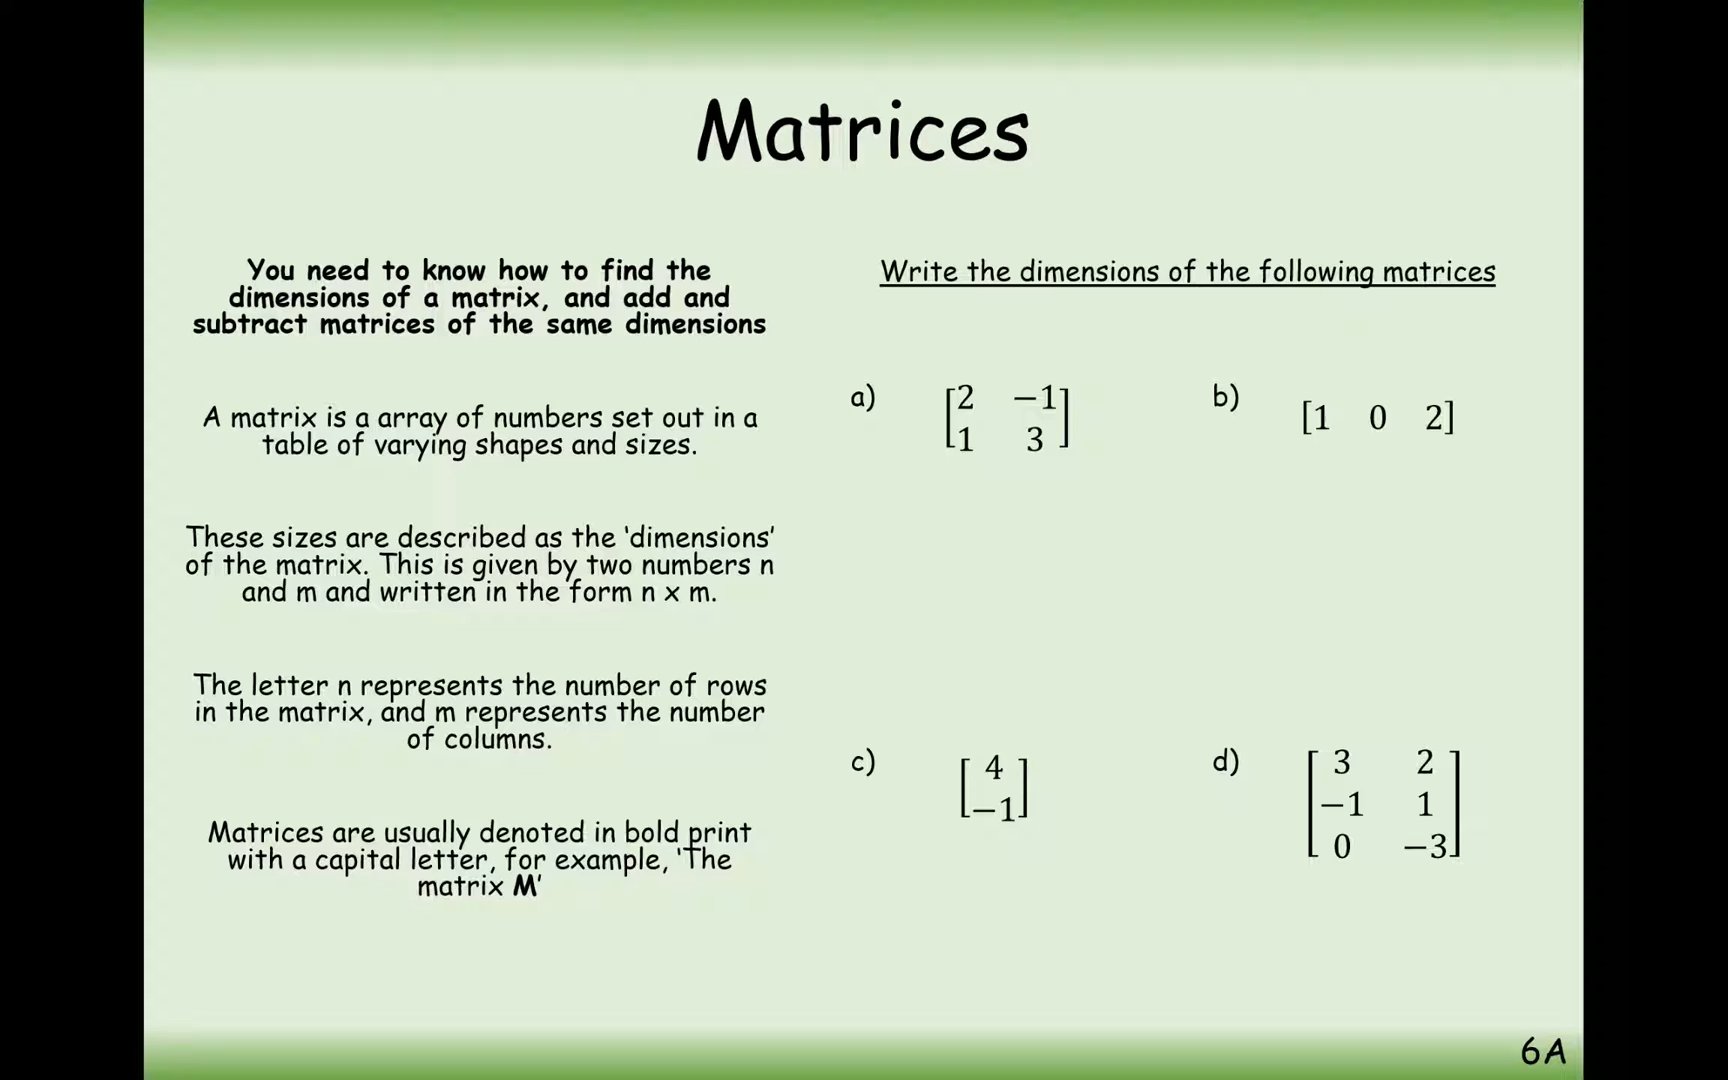 Matrices
You need to know how to find the
dimensions of a matrix, and add and
subtract matrices of the same dimensions
A matrix is a array of numbers set out in a
table of varying shapes and sizes.
These sizes are described as the ‘dimensions’
of the matrix. This is given by two numbers n
and m and written in the form n x m.
The letter n represents the number of rows
in the matrix, and m represents the number
of columns.
Matrices are usually denoted in bold print
with a capital letter, for example, ‘The
matrix M’
Write the dimensions of the following matrices
a) [2 −1]
[1 3]
b) [1 0 2]
c) [4]
[−1]
d) [3 2]
[−1 1]
[0 −3]
6A